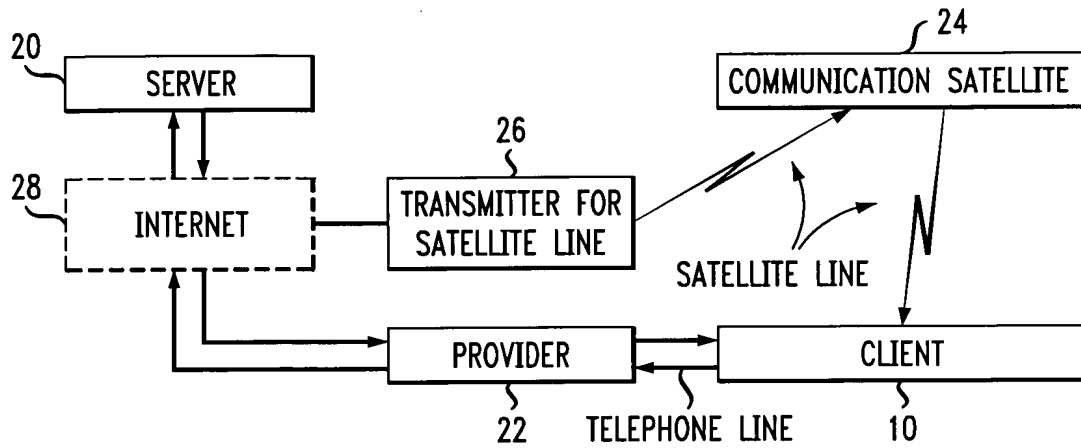 20
24
SERVER
COMMUNICATION SATELLITE
26
28
INTERNET
TRANSMITTER FOR
SATELLITE LINE
SATELLITE LINE
PROVIDER
CLIENT
22
TELEPHONE LINE
10